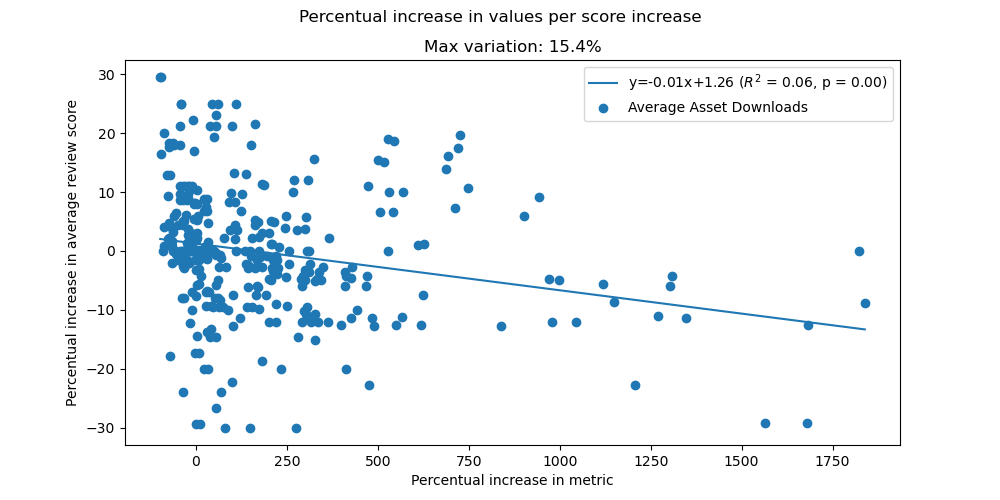 Percentual increase in values per score increase
Max variation: 15.4%
y=-0.01x+1.26 (R² = 0.06, p = 0.00)
Average Asset Downloads
Percentual increase in average review score
30
20
10
0
−10
−20
−30
0 250 500 750 1000 1250 1500 1750
Percentual increase in metric